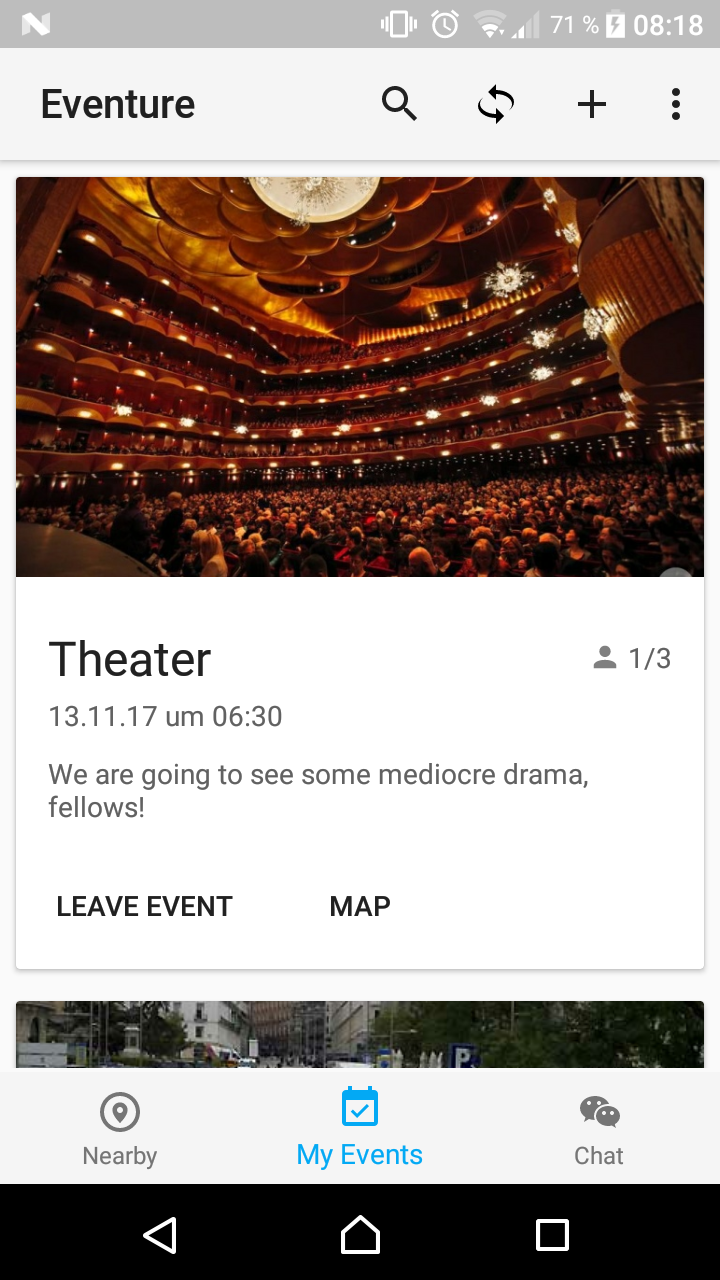 71 % 08:18
Eventure
Theater
1/3
13.11.17 um 06:30
We are going to see some mediocre drama,
fellows!
LEAVE EVENT MAP
P
Nearby My Events Chat